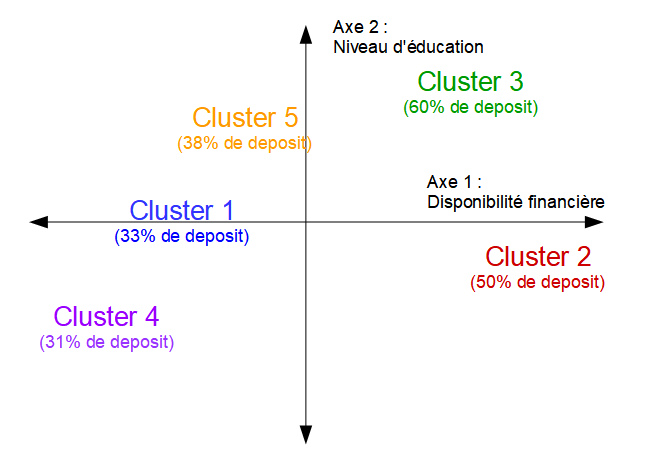 Axe 2 :
Niveau d'éducation
Cluster 3
(60% de deposit)
Cluster 5
(38% de deposit)
Axe 1 :
Disponibilité financière
Cluster 1
(33% de deposit)
Cluster 2
(50% de deposit)
Cluster 4
(31% de deposit)